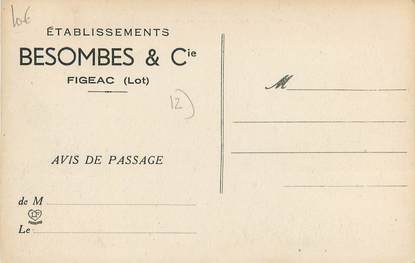 Lot
ÉTABLISSEMENTS
BESOMBES & Cie
FIGEAC (Lot)
12)
AVIS DE PASSAGE
de M
Le
M